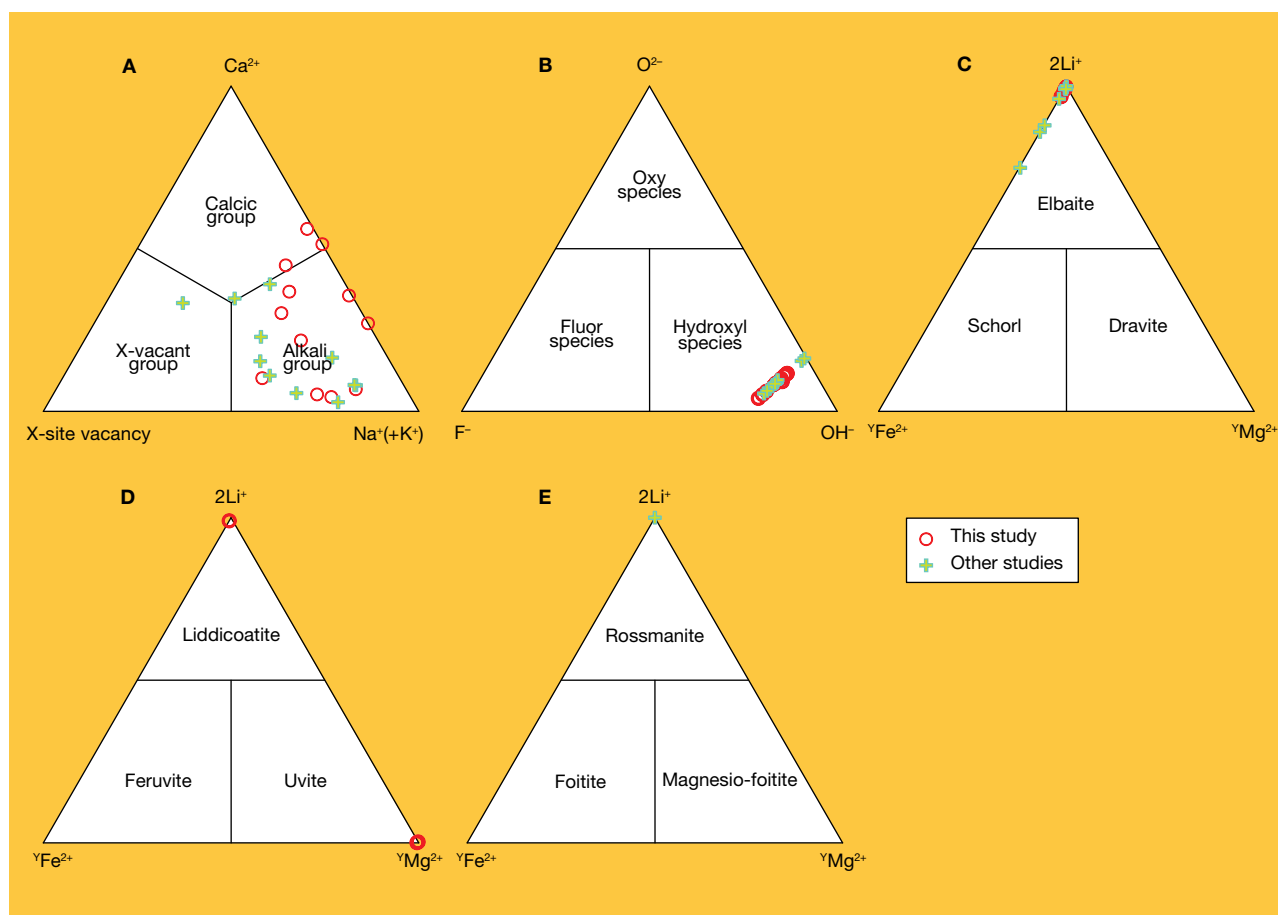 A
Ca²⁺
Calcic
group
X-vacant
group
Alkali
group
X-site vacancy
Na⁺(+K⁺)
B
O²⁻
Oxy
species
Fluor
species
Hydroxyl
species
F⁻
OH⁻
C
2Li⁺
Elbaite
Schorl
Dravite
ʸFe²⁺
ʸMg²⁺
D
2Li⁺
Liddicoatite
Feruvite
Uvite
ʸFe²⁺
ʸMg²⁺
E
2Li⁺
Rossmanite
Foitite
Magnesio-foitite
ʸFe²⁺
ʸMg²⁺
This study
Other studies